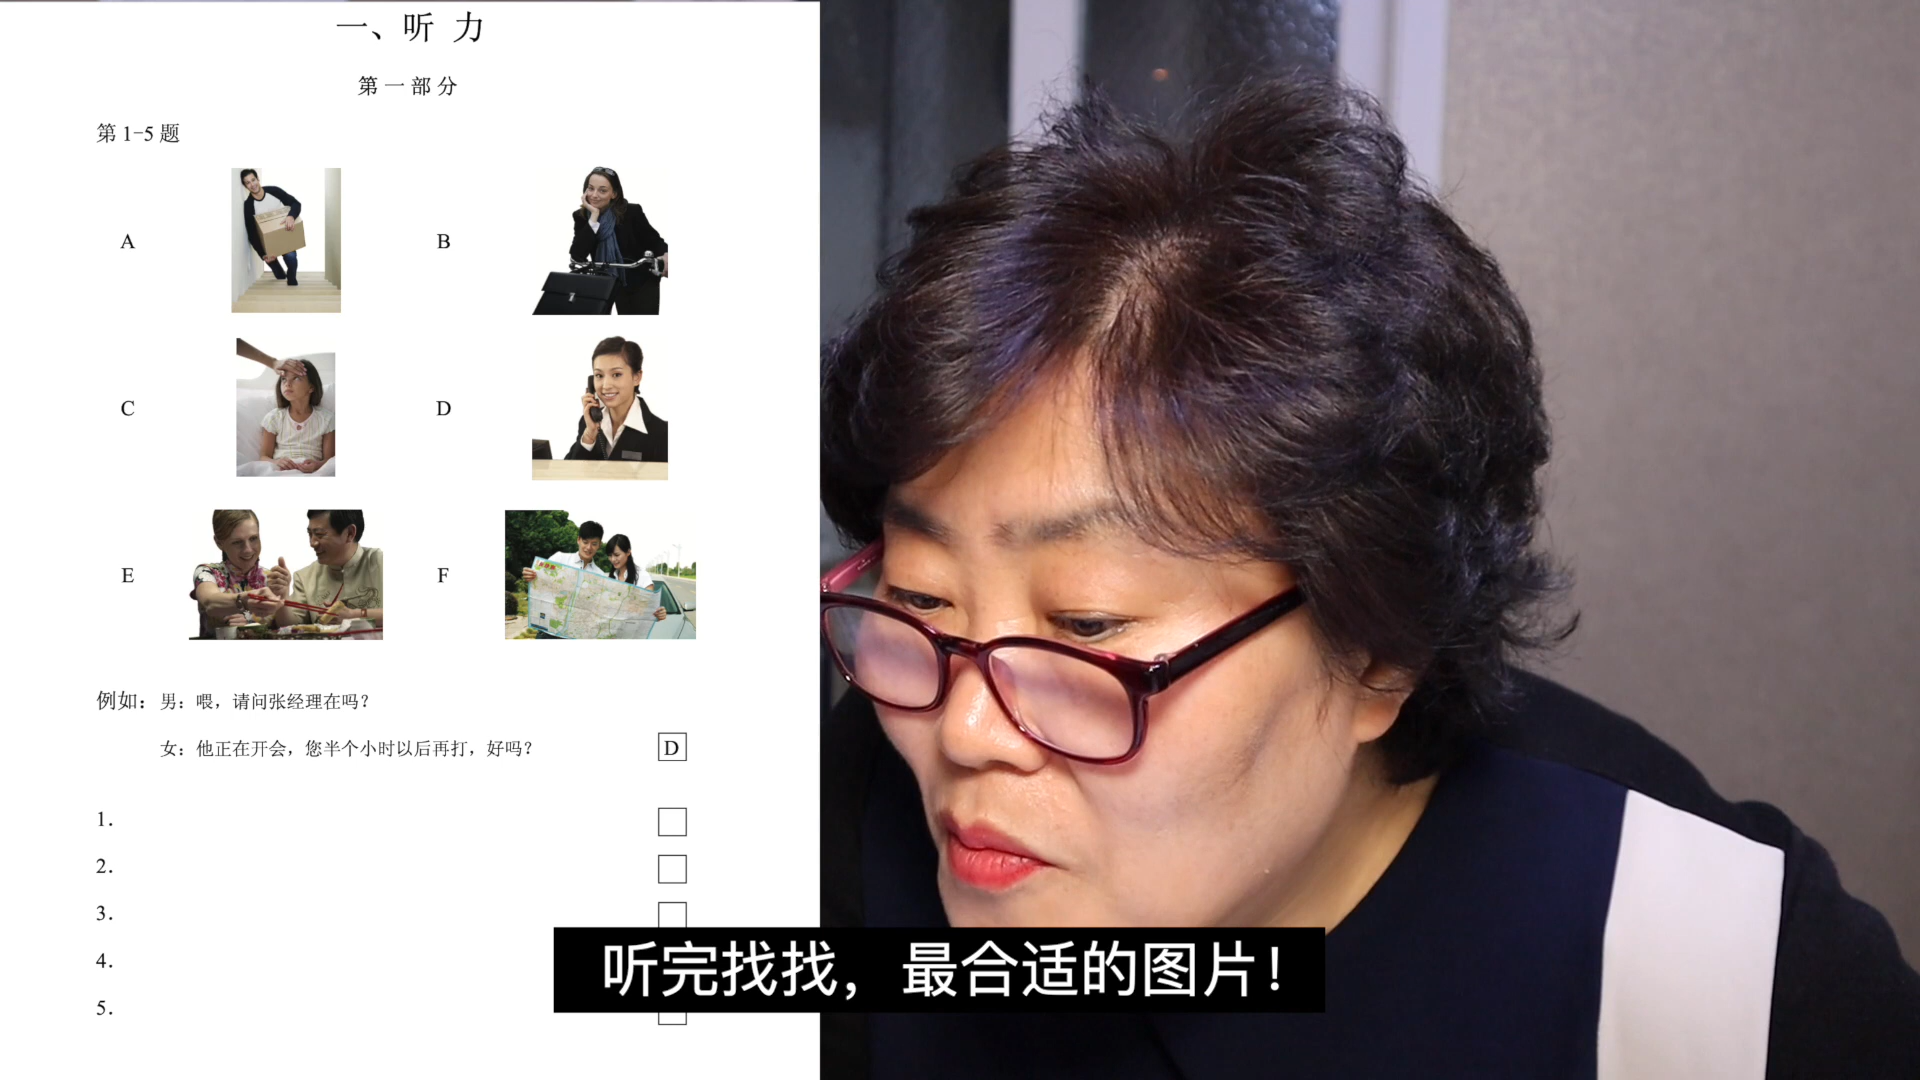 一、听 力
第一部分
第 1-5 题
A
B
C
D
E
F
例如：男：喂，请问张经理在吗？
女：他正在开会，您半个小时以后再打，好吗？
D
1.
2.
3.
4.
5.
听完找找，最合适的图片！